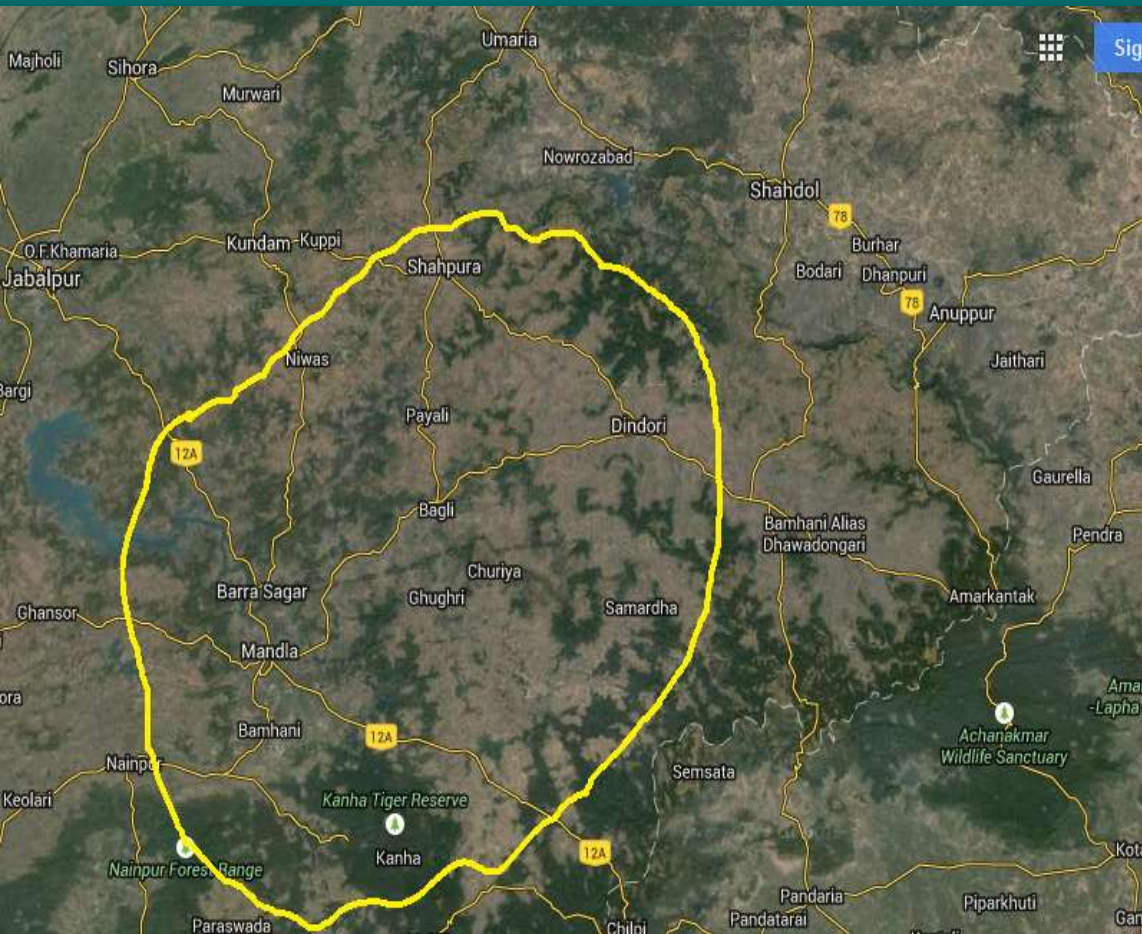 Umaria
Majholi
Sihora
Sig
Murwari
Nowrozabad
Shahdol
78
O.F.Khamaria
Kundam
Kuppi
Burhar
Jabalpur
Shahpura
Bodari
Dhanpuri
78
Anuppur
Niwas
Jaithari
Bargi
Payali
Dindori
12A
Gaurella
Bagli
Bamhani Alias
Dhawadongari
Pendra
Churiya
Barra Sagar
Ghughri
Samardha
Amarkantak
Ghansor
Mandla
ora
Ama
-Lapha
Bamhani
12A
Achanakmar
Wildlife Sanctuary
Nainpur
Semsata
Keolari
Kanha Tiger Reserve
Kanha
12A
Kota
Nainpur Forest Range
Pandaria
Piparkhuti
Paraswada
Pandatarai
Chilpi
Gan